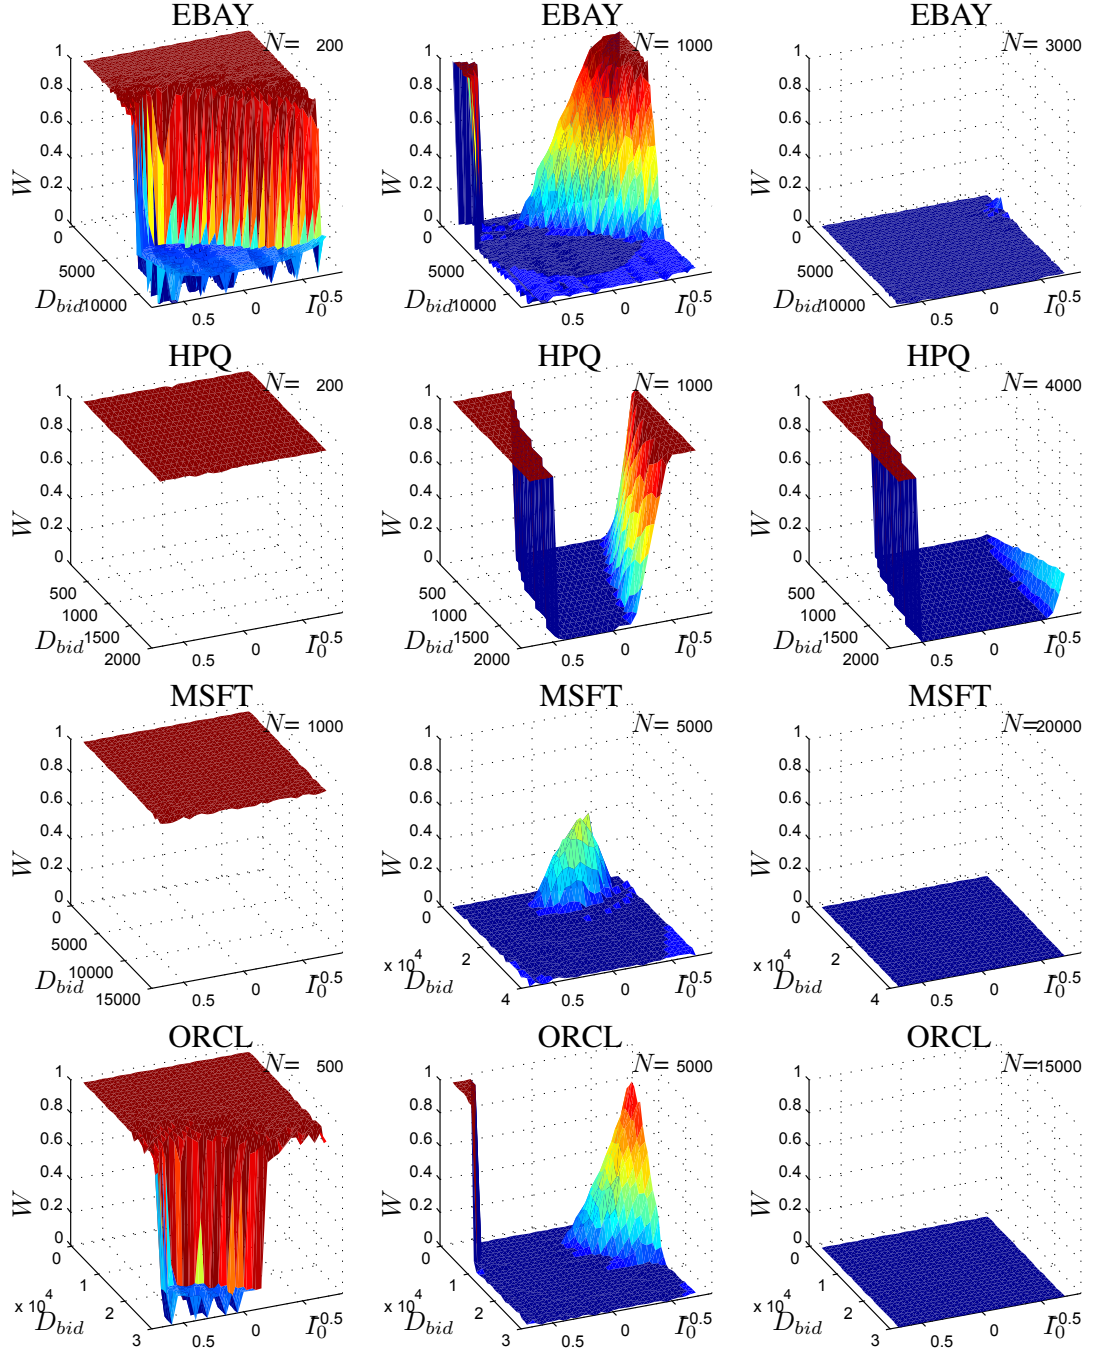 EBAY
N= 200
1
0.8
0.6
0.4
0.2
0
W
0
5000
10000
D_bid
0.5
0
-0.5
I_0
EBAY
N= 1000
1
0.8
0.6
0.4
0.2
0
W
0
5000
10000
D_bid
0.5
0
-0.5
I_0
EBAY
N= 3000
1
0.8
0.6
0.4
0.2
0
W
0
5000
10000
D_bid
0.5
0
-0.5
I_0
HPQ
N= 200
1
0.8
0.6
0.4
0.2
0
W
500
1000
1500
2000
D_bid
0.5
0
-0.5
I_0
HPQ
N= 1000
1
0.8
0.6
0.4
0.2
0
W
500
1000
1500
2000
D_bid
0.5
0
-0.5
I_0
HPQ
N= 4000
1
0.8
0.6
0.4
0.2
0
W
500
1000
1500
2000
D_bid
0.5
0
-0.5
I_0
MSFT
N= 1000
1
0.8
0.6
0.4
0.2
0
W
0
5000
10000
15000
D_bid
0.5
0
-0.5
I_0
MSFT
N= 5000
1
0.8
0.6
0.4
0.2
0
W
0
2
4
x 10^4
D_bid
0.5
0
-0.5
I_0
MSFT
N= 20000
1
0.8
0.6
0.4
0.2
0
W
0
2
4
x 10^4
D_bid
0.5
0
-0.5
I_0
ORCL
N= 500
1
0.8
0.6
0.4
0.2
0
W
0
1
2
3
x 10^4
D_bid
0.5
0
-0.5
I_0
ORCL
N= 5000
1
0.8
0.6
0.4
0.2
0
W
0
1
2
3
x 10^4
D_bid
0.5
0
-0.5
I_0
ORCL
N= 15000
1
0.8
0.6
0.4
0.2
0
W
0
1
2
3
x 10^4
D_bid
0.5
0
-0.5
I_0